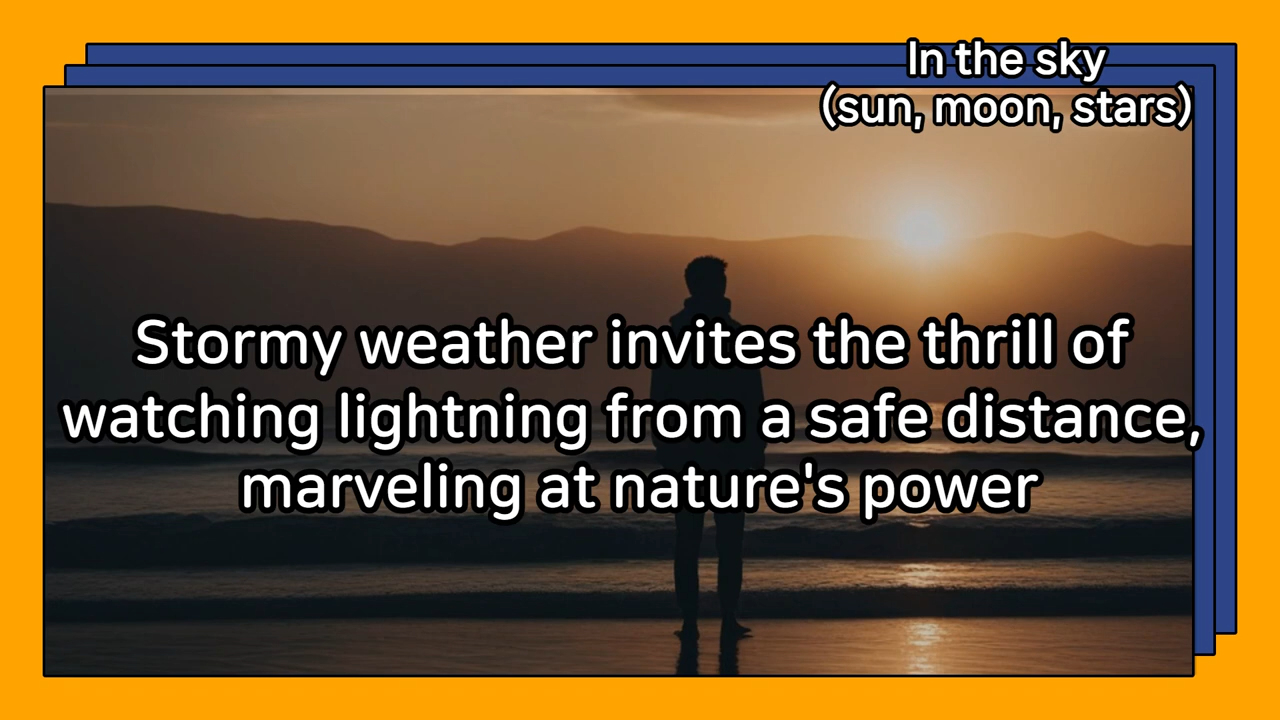 In the sky
(sun, moon, stars)
Stormy weather invites the thrill of
watching lightning from a safe distance,
marveling at nature's power